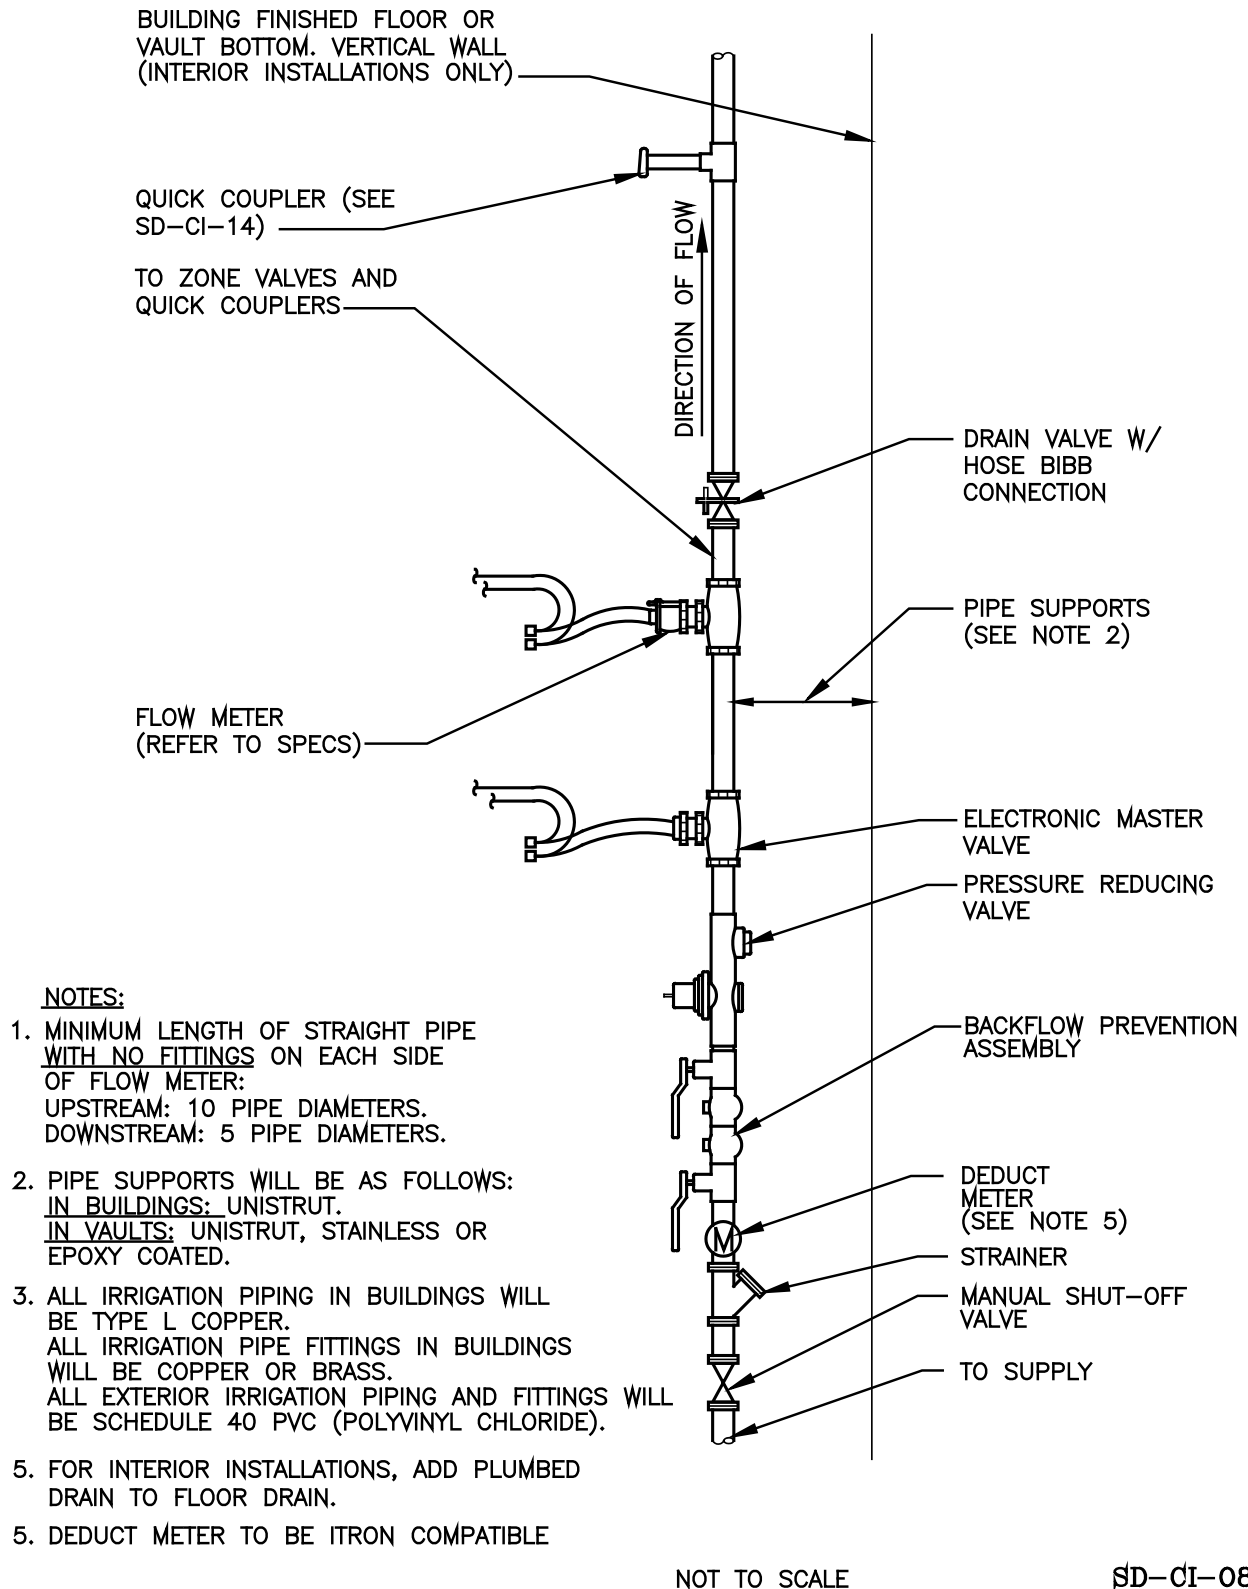 BUILDING FINISHED FLOOR OR
VAULT BOTTOM. VERTICAL WALL
(INTERIOR INSTALLATIONS ONLY)
QUICK COUPLER (SEE
SD-CI-14)
TO ZONE VALVES AND
QUICK COUPLERS
DIRECTION OF FLOW
DRAIN VALVE W/
HOSE BIBB
CONNECTION
PIPE SUPPORTS
(SEE NOTE 2)
FLOW METER
(REFER TO SPECS)
ELECTRONIC MASTER
VALVE
PRESSURE REDUCING
VALVE
BACKFLOW PREVENTION
ASSEMBLY
DEDUCT
METER
(SEE NOTE 5)
M
STRAINER
MANUAL SHUT-OFF
VALVE
TO SUPPLY
NOTES:
1. MINIMUM LENGTH OF STRAIGHT PIPE
WITH NO FITTINGS ON EACH SIDE
OF FLOW METER:
UPSTREAM: 10 PIPE DIAMETERS.
DOWNSTREAM: 5 PIPE DIAMETERS.
2. PIPE SUPPORTS WILL BE AS FOLLOWS:
IN BUILDINGS: UNISTRUT.
IN VAULTS: UNISTRUT, STAINLESS OR
EPOXY COATED.
3. ALL IRRIGATION PIPING IN BUILDINGS WILL
BE TYPE L COPPER.
ALL IRRIGATION PIPE FITTINGS IN BUILDINGS
WILL BE COPPER OR BRASS.
ALL EXTERIOR IRRIGATION PIPING AND FITTINGS WILL
BE SCHEDULE 40 PVC (POLYVINYL CHLORIDE).
5. FOR INTERIOR INSTALLATIONS, ADD PLUMBED
DRAIN TO FLOOR DRAIN.
5. DEDUCT METER TO BE ITRON COMPATIBLE
NOT TO SCALE
SD-CI-08